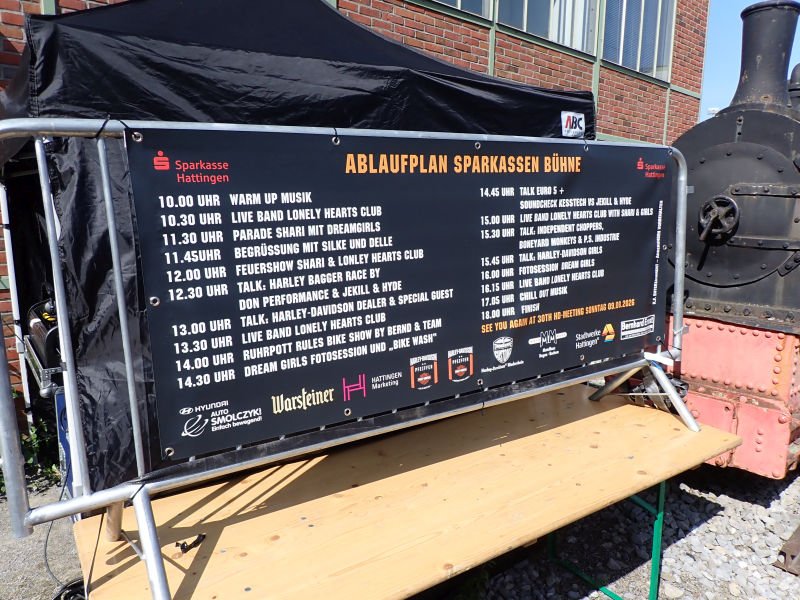 ABC
Sparkasse
Hattingen
ABLAUFPLAN SPARKASSEN BÜHNE
Sparkasse
Hattingen
10.00 UHR WARM UP MUSIK
10.30 UHR LIVE BAND LONELY HEARTS CLUB
11.30 UHR PARADE SHARI MIT DREAMGIRLS
11.45UHR BEGRÜSSUNG MIT SILKE UND DELLE
12.00 UHR FEUERSHOW SHARI & LONLEY HEARTS CLUB
12.30 UHR TALK: HARLEY BAGGER RACE BY
DON PERFORMANCE & JEKILL & HYDE
13.00 UHR TALK: HARLEY-DAVIDSON DEALER & SPECIAL GUEST
13.30 UHR LIVE BAND LONELY HEARTS CLUB
14.00 UHR RUHRPOTT RULES BIKE SHOW BY BERND & TEAM
14.30 UHR DREAM GIRLS FOTOSESSION UND „BIKE WASH"
14.45 UHR TALK EURO 5 +
SOUNDCHECK KESSTECH VS JEKILL & HYDE
15.00 UHR LIVE BAND LONELY HEARTS CLUB WITH SHARI & GIRLS
15.30 UHR TALK: INDEPENDENT CHOPPERS,
BONEYARD MONKEYS & P.S. INDUSTRIE
15.45 UHR TALK: HARLEY-DAVIDSON GIRLS
16.00 UHR FOTOSESSION DREAM GIRLS
16.15 UHR LIVE BAND LONELY HEARTS CLUB
17.05 UHR CHILL OUT MUSIK
18.00 UHR FINISH
SEE YOU AGAIN AT 30TH HD-MEETING SONNTAG 09.08.2026
HYUNDAI
AUTO
SMOLCZYK!
Einfach bewegend!
Warsteiner
HATTINGEN
Marketing
MM
Stadtwerke
Hattingen
Bernhard Ernst